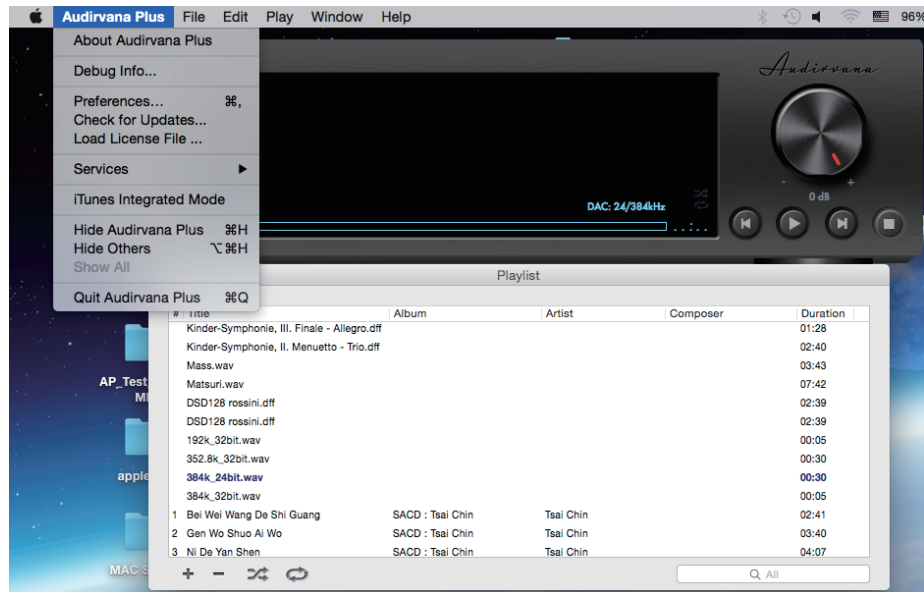 Audirvana Plus File Edit Play Window Help 96%
About Audirvana Plus
Debug Info...
Preferences... ⌘,
Check for Updates...
Load License File ...
Services ▶
iTunes Integrated Mode
Hide Audirvana Plus ⌘H
Hide Others ⌥⌘H
Show All
Quit Audirvana Plus ⌘Q
Audirvana
- +
0 dB
DAC: 24/384kHz
Playlist
# Title Album Artist Composer Duration
Kinder-Symphonie, III. Finale - Allegro.dff 01:28
Kinder-Symphonie, II. Menuetto - Trio.dff 02:40
Mass.wav 03:43
Matsuri.wav 07:42
DSD128 rossini.dff 02:39
DSD128 rossini.dff 02:39
192k_32bit.wav 00:05
352.8k_32bit.wav 00:30
384k_24bit.wav 00:30
384k_32bit.wav 00:05
1 Bei Wei Wang De Shi Guang SACD : Tsai Chin Tsai Chin 02:41
2 Gen Wo Shuo Ai Wo SACD : Tsai Chin Tsai Chin 03:40
3 Ni De Yan Shen SACD : Tsai Chin Tsai Chin 04:07
All
AP_Test
apple
MAC